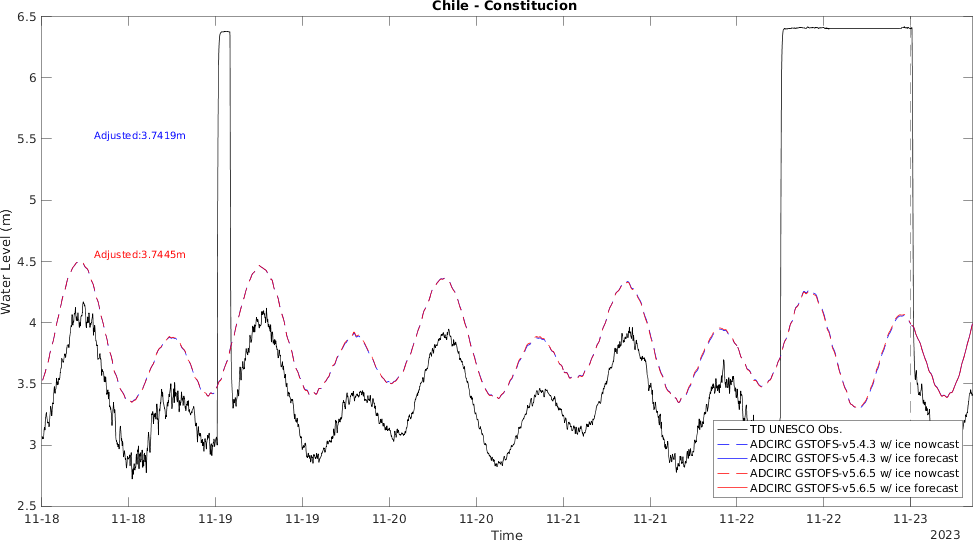 Chile - Constitucion
6.5
6
5.5
5
4.5
4
3.5
3
2.5
Water Level (m)
Adjusted:3.7419m
Adjusted:3.7445m
TD UNESCO Obs.
ADCIRC GSTOFS-v5.4.3 w/ ice nowcast
ADCIRC GSTOFS-v5.4.3 w/ ice forecast
ADCIRC GSTOFS-v5.6.5 w/ ice nowcast
ADCIRC GSTOFS-v5.6.5 w/ ice forecast
11-18 11-18 11-19 11-19 11-20 11-20 11-21 11-21 11-22 11-22 11-23
Time
2023